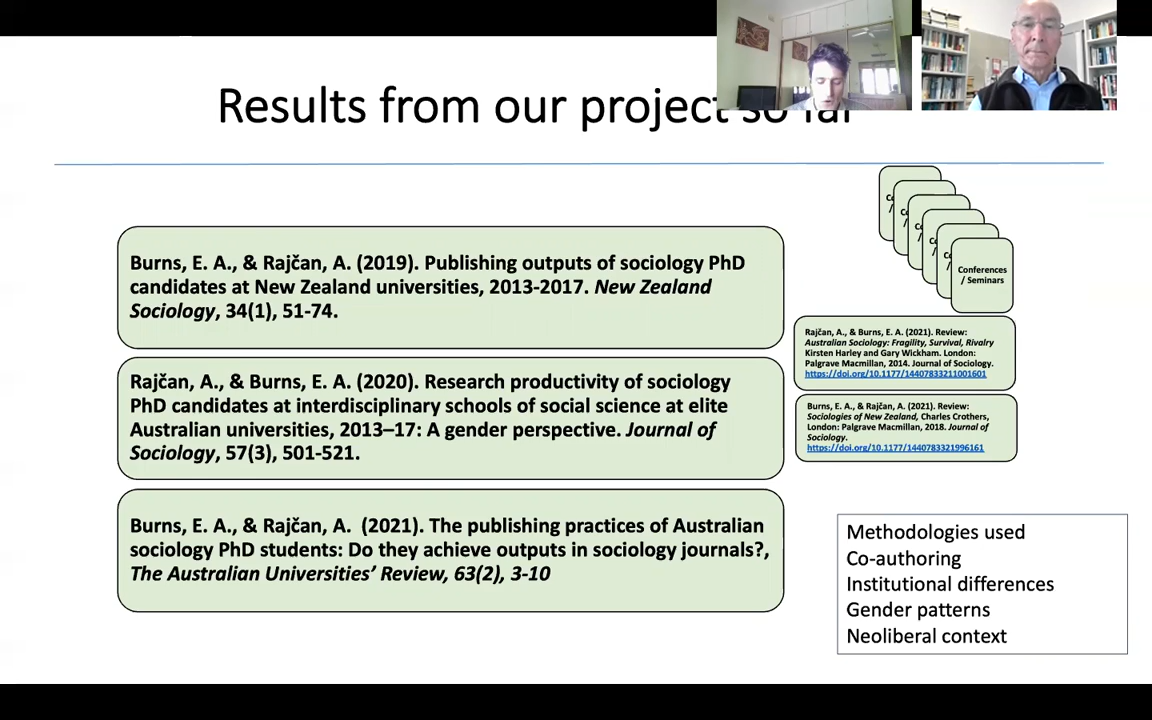 Results from our project so far
Burns, E. A., & Rajčan, A. (2019). Publishing outputs of sociology PhD
candidates at New Zealand universities, 2013-2017. New Zealand
Sociology, 34(1), 51-74.
Rajčan, A., & Burns, E. A. (2020). Research productivity of sociology
PhD candidates at interdisciplinary schools of social science at elite
Australian universities, 2013–17: A gender perspective. Journal of
Sociology, 57(3), 501-521.
Burns, E. A., & Rajčan, A. (2021). The publishing practices of Australian
sociology PhD students: Do they achieve outputs in sociology journals?,
The Australian Universities’ Review, 63(2), 3-10
Conferences
/ Seminars
Rajčan, A., & Burns, E. A. (2021). Review:
Australian Sociology: Fragility, Survival, Rivalry
Kirsten Harley and Gary Wickham. London:
Palgrave Macmillan, 2014. Journal of Sociology.
https://doi.org/10.1177/14407833211001601
Burns, E. A., & Rajčan, A. (2021). Review:
Sociologies of New Zealand, Charles Crothers,
London: Palgrave Macmillan, 2018. Journal of
Sociology.
https://doi.org/10.1177/1440783321996161
Methodologies used
Co-authoring
Institutional differences
Gender patterns
Neoliberal context